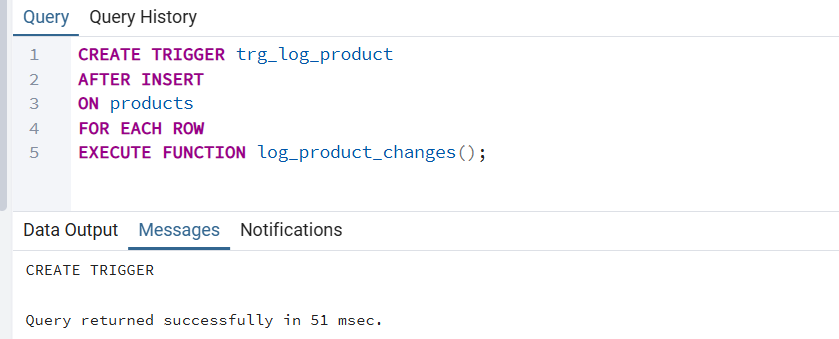 Query Query History
1 CREATE TRIGGER trg_log_product
2 AFTER INSERT
3 ON products
4 FOR EACH ROW
5 EXECUTE FUNCTION log_product_changes();
Data Output Messages Notifications
CREATE TRIGGER
Query returned successfully in 51 msec.